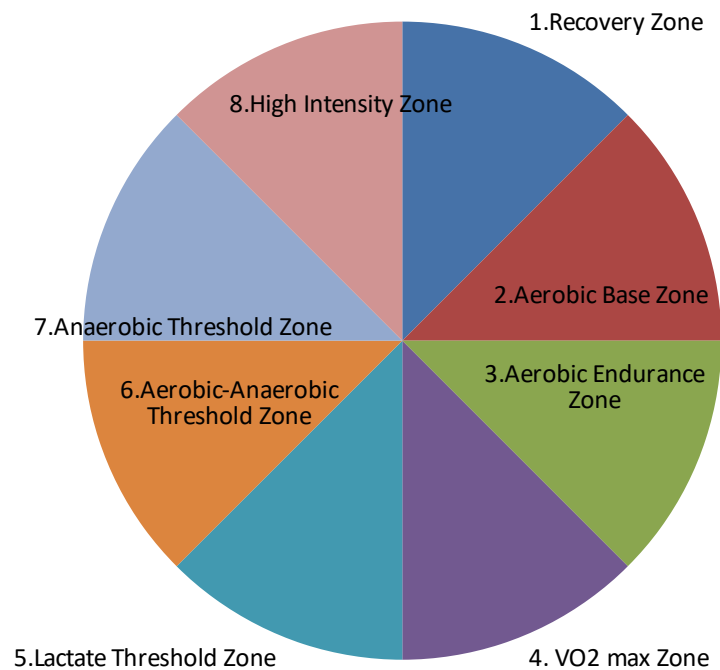 1.Recovery Zone
8.High Intensity Zone
2.Aerobic Base Zone
7.Anaerobic Threshold Zone
3.Aerobic Endurance
Zone
6.Aerobic-Anaerobic
Threshold Zone
5.Lactate Threshold Zone
4. VO2 max Zone